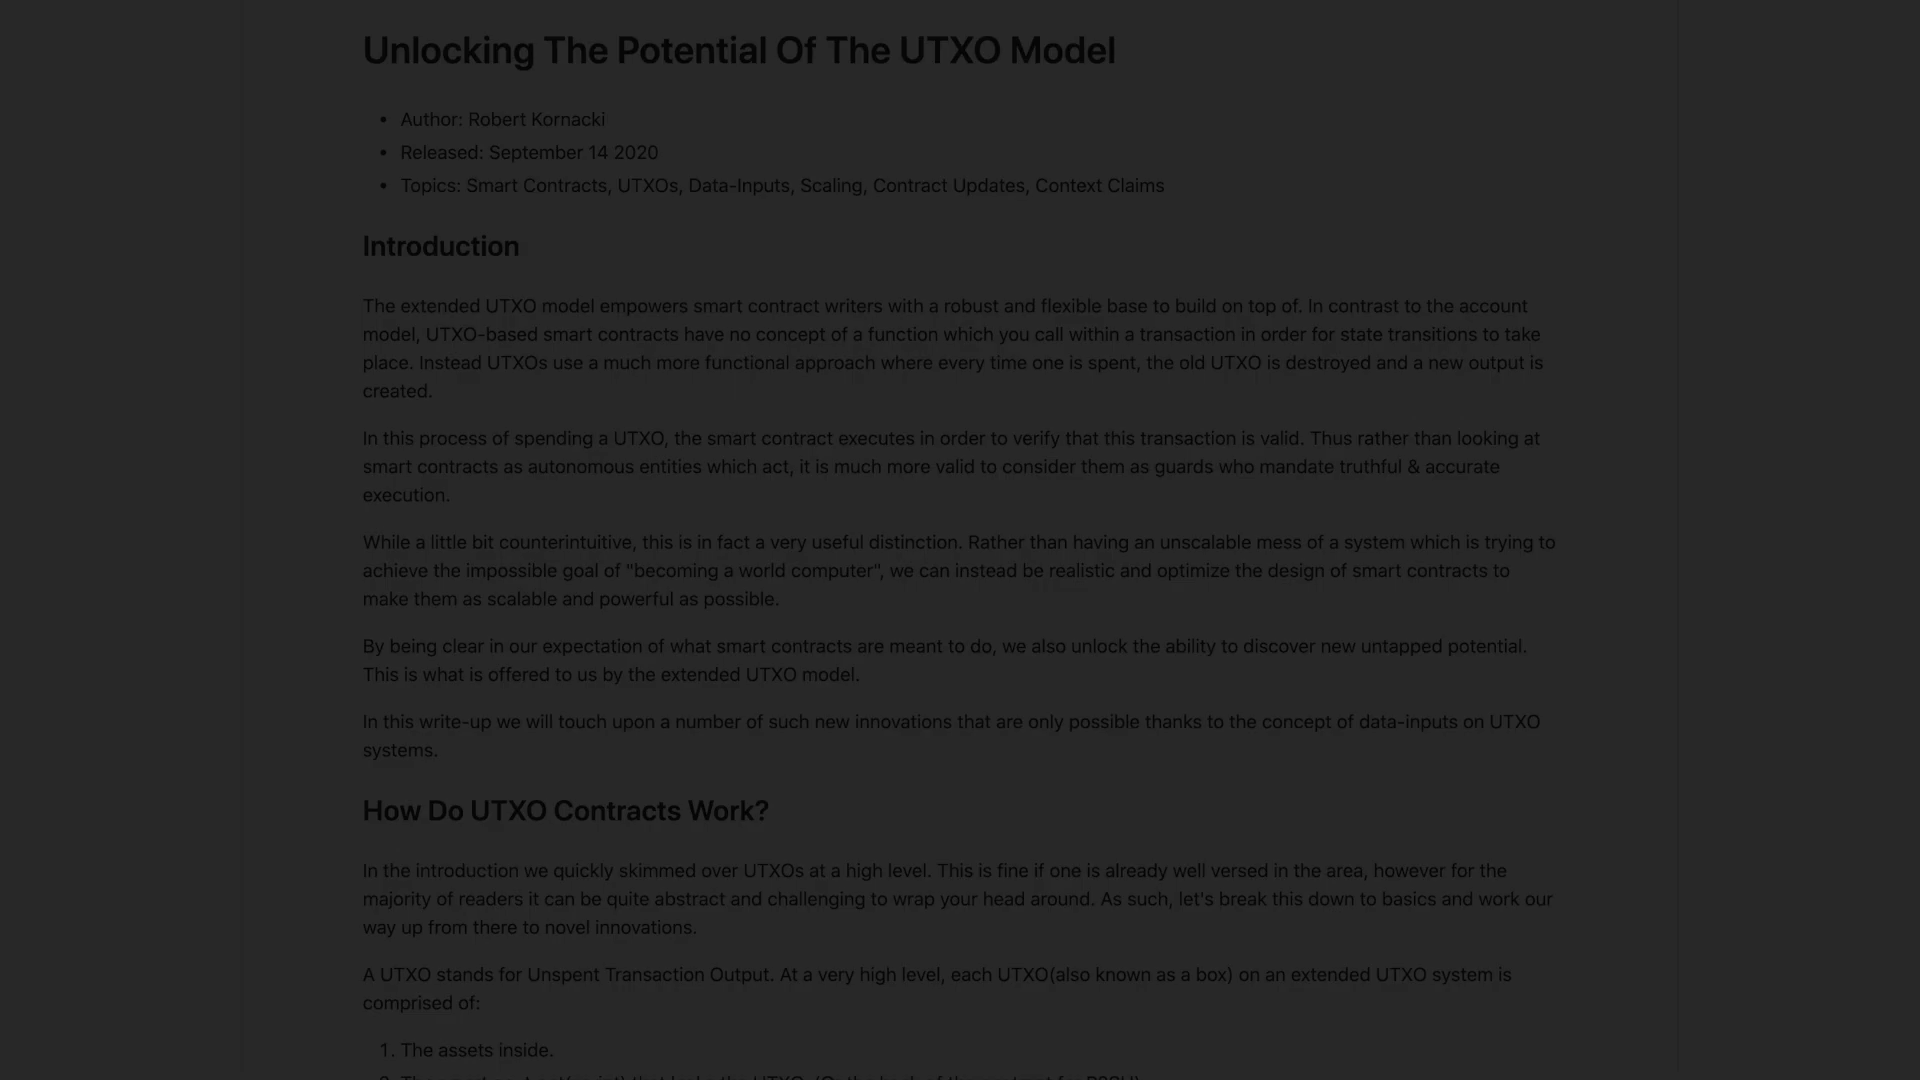 Unlocking The Potential Of The UTXO Model
• Author: Robert Kornacki
• Released: September 14 2020
• Topics: Smart Contracts, UTXOs, Data-Inputs, Scaling, Contract Updates, Context Claims
Introduction
The extended UTXO model empowers smart contract writers with a robust and flexible base to build on top of. In contrast to the account
model, UTXO-based smart contracts have no concept of a function which you call within a transaction in order for state transitions to take
place. Instead UTXOs use a much more functional approach where every time one is spent, the old UTXO is destroyed and a new output is
created.
In this process of spending a UTXO, the smart contract executes in order to verify that this transaction is valid. Thus rather than looking at
smart contracts as autonomous entities which act, it is much more valid to consider them as guards who mandate truthful & accurate
execution.
While a little bit counterintuitive, this is in fact a very useful distinction. Rather than having an unscalable mess of a system which is trying to
achieve the impossible goal of "becoming a world computer", we can instead be realistic and optimize the design of smart contracts to
make them as scalable and powerful as possible.
By being clear in our expectation of what smart contracts are meant to do, we also unlock the ability to discover new untapped potential.
This is what is offered to us by the extended UTXO model.
In this write-up we will touch upon a number of such new innovations that are only possible thanks to the concept of data-inputs on UTXO
systems.
How Do UTXO Contracts Work?
In the introduction we quickly skimmed over UTXOs at a high level. This is fine if one is already well versed in the area, however for the
majority of readers it can be quite abstract and challenging to wrap your head around. As such, let's break this down to basics and work our
way up from there to novel innovations.
A UTXO stands for Unspent Transaction Output. At a very high level, each UTXO(also known as a box) on an extended UTXO system is
comprised of:
1. The assets inside.